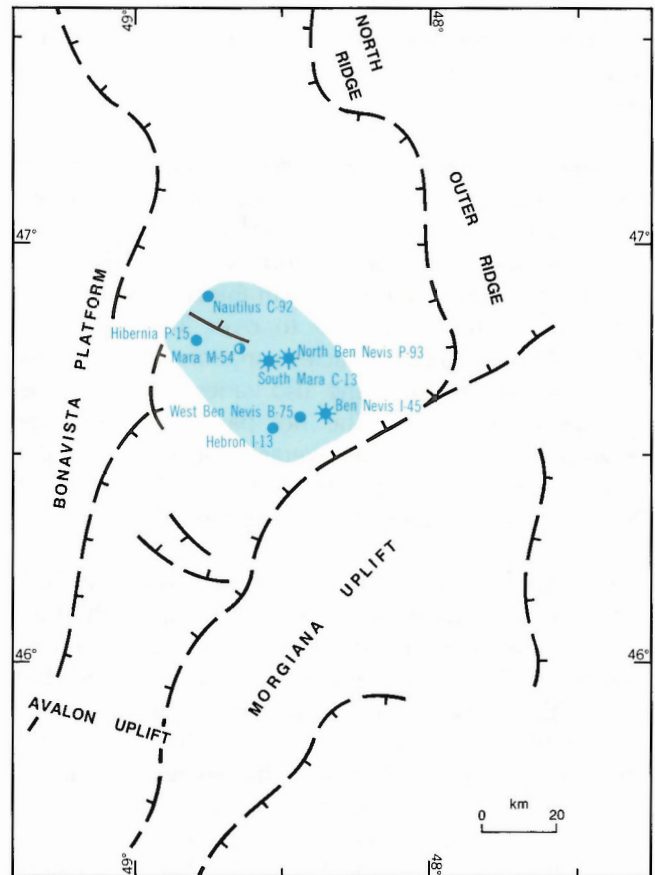 49°
48°
NORTH
RIDGE
OUTER
RIDGE
47°
47°
BONAVISTA PLATFORM
Nautilus C-92
Hibernia P-15
Mara M-54
North Ben Nevis P-93
South Mara C-13
West Ben Nevis B-75
Ben Nevis I-45
Hebron I-13
MORGIANA UPLIFT
46°
46°
AVALON UPLIFT
km
0 20
49°
48°